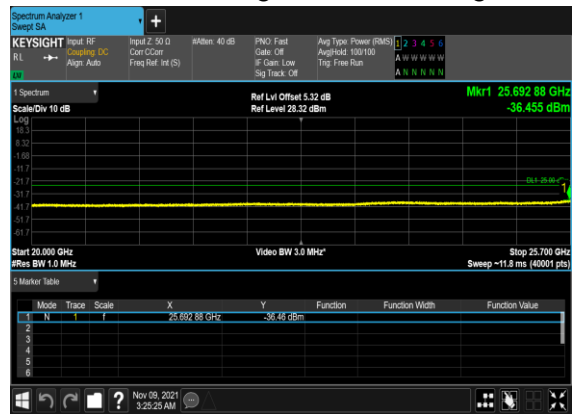 Spectrum Analyzer 1
Swept SA
+
KEYSIGHT Input: RF Input Z: 50 Ω #Atten: 40 dB PNO: Fast Avg Type: Power (RMS) 1 2 3 4 5 6
RL Coupling: DC Corr CCorr Gate: Off Avg|Hold: 100/100 A W W W W W
Align: Auto Freq Ref: Int (S) IF Gain: Low Trig: Free Run
Sig Track: Off A N N N N N
1 Spectrum Ref Lvl Offset 5.32 dB Mkr1 25.692 88 GHz
Scale/Div 10 dB Ref Level 28.32 dBm -36.455 dBm
Log
18.3
8.32
-1.68
-11.7
-21.7
DL1 -25.00
-31.7
1
-41.7
-51.7
-61.7
Start 20.000 GHz Video BW 3.0 MHz* Stop 25.700 GHz
#Res BW 1.0 MHz Sweep ~11.8 ms (40001 pts)
5 Marker Table
Mode Trace Scale X Y Function Function Width Function Value
1 N 1 f 25.692 88 GHz -36.46 dBm
2
3
4
5
6
? Nov 09, 2021
3:25:25 AM